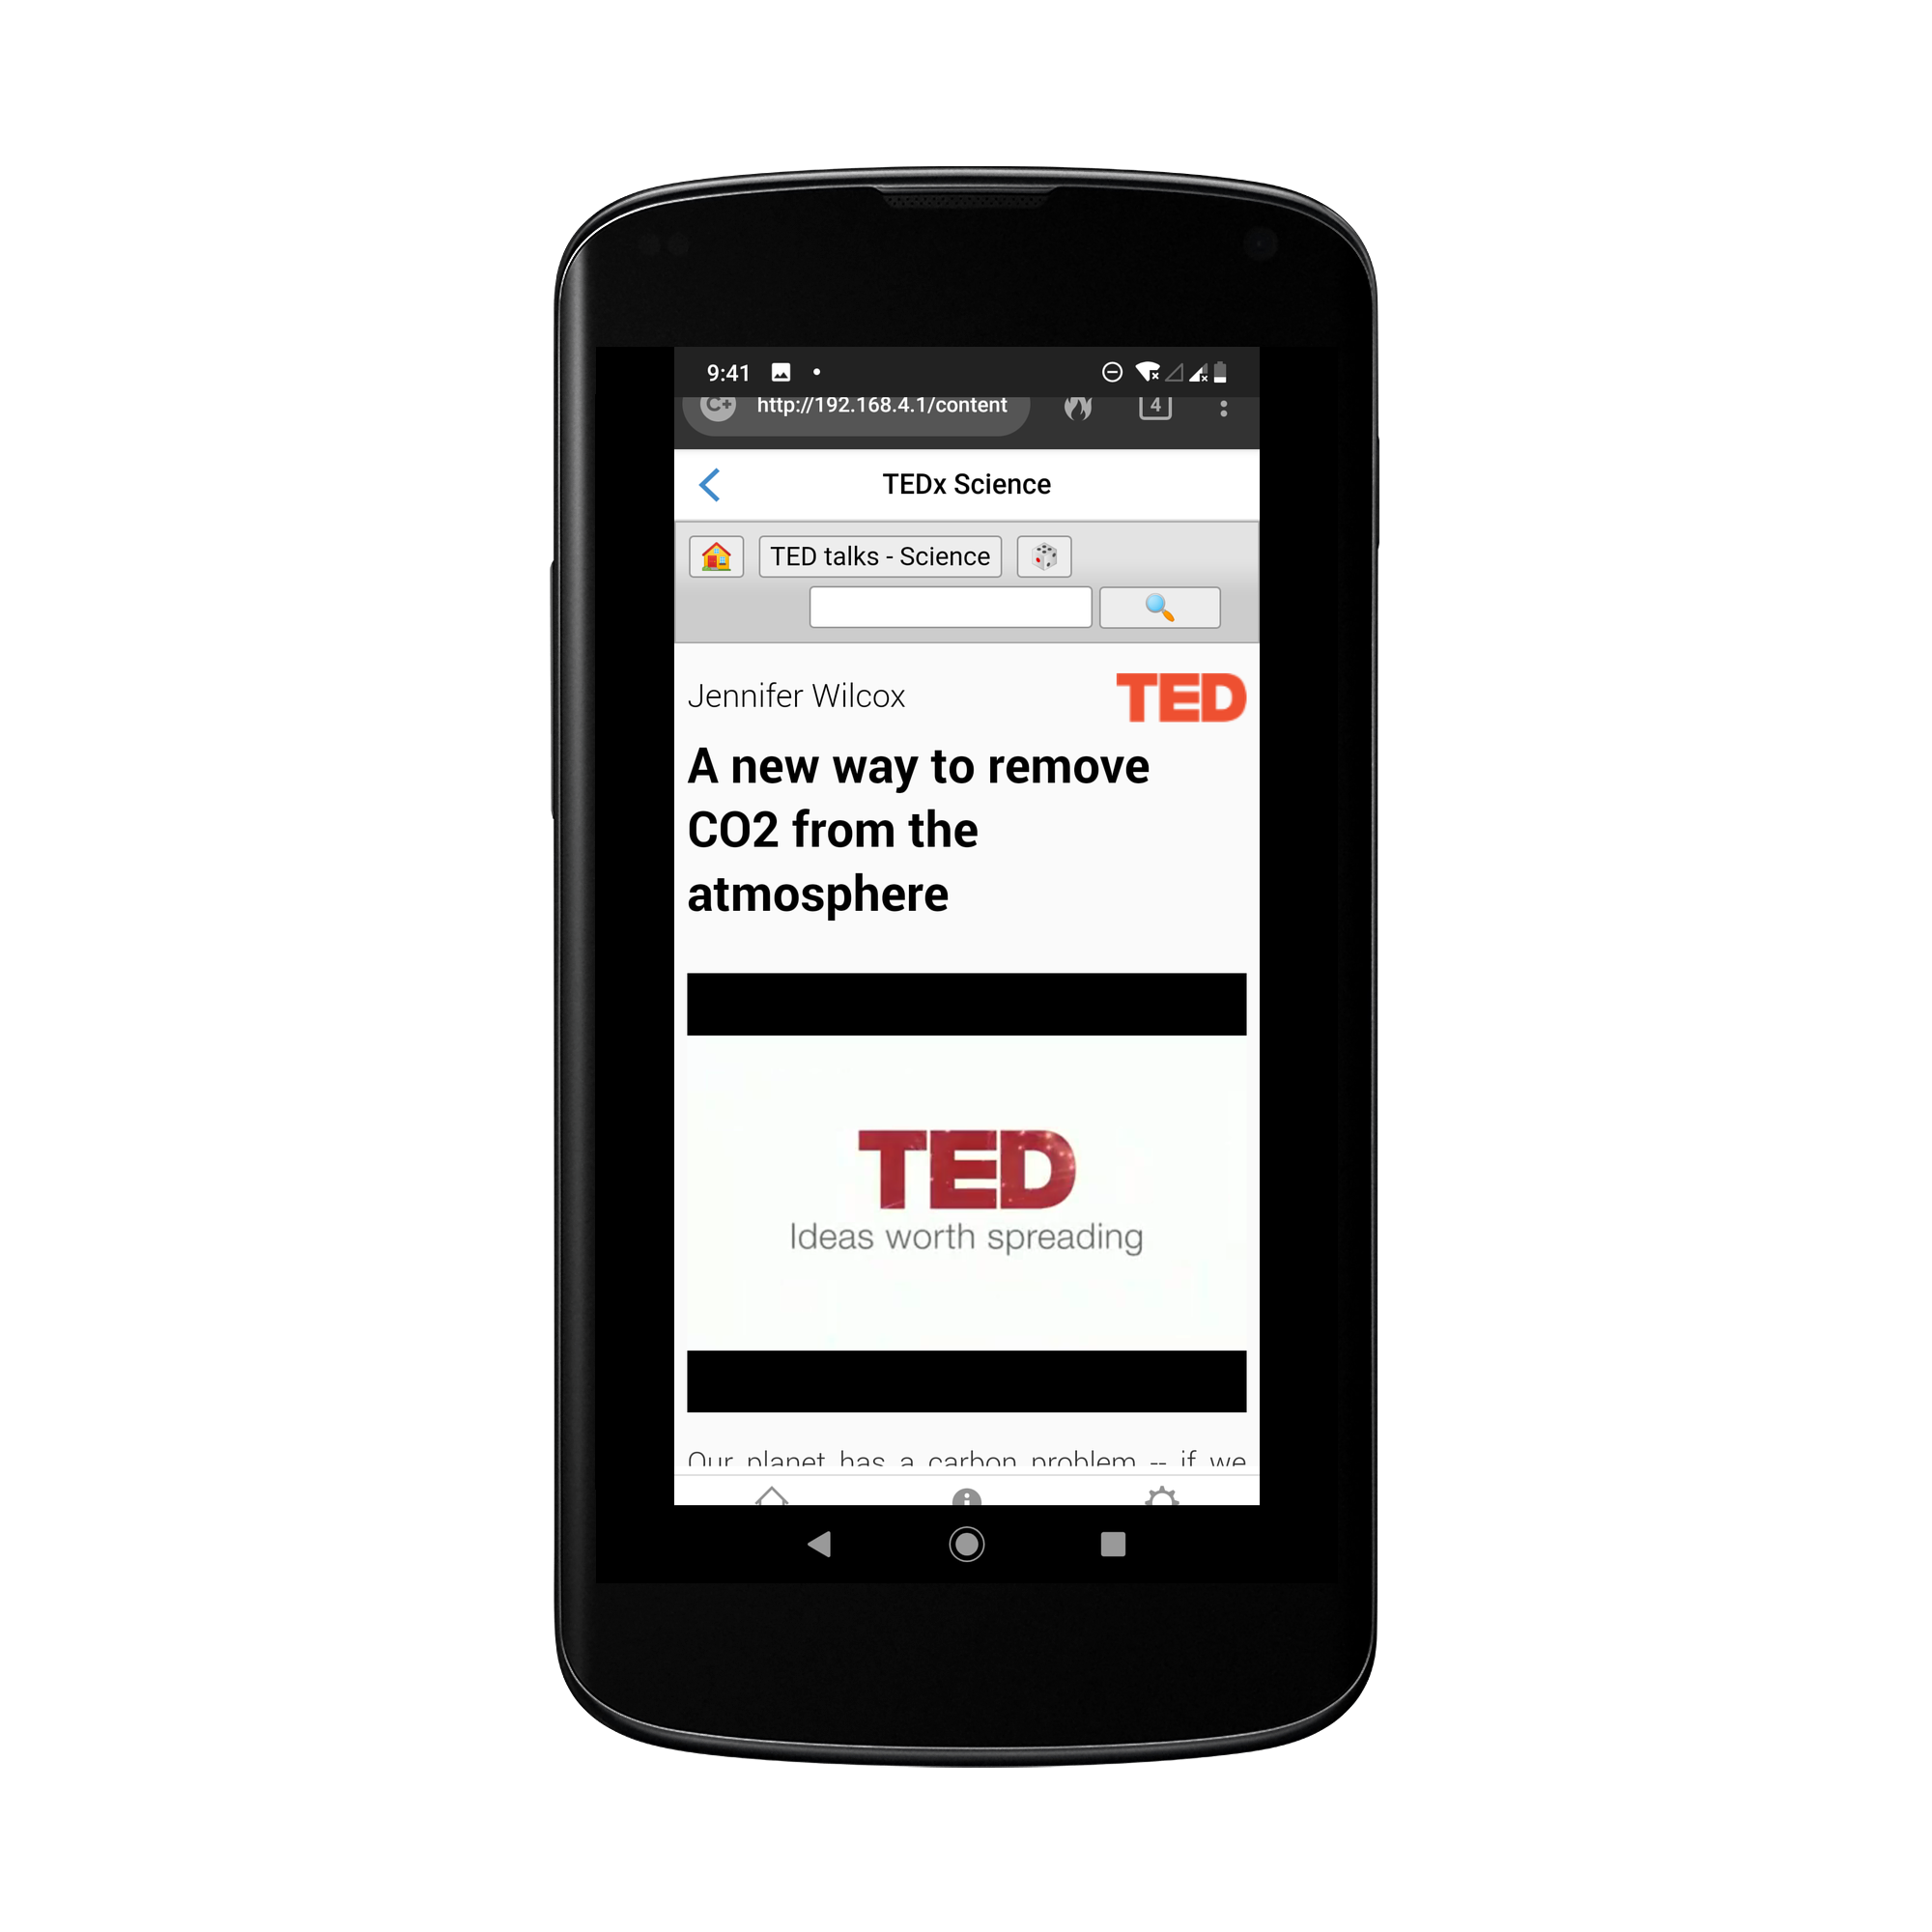 9:41
http://192.168.4.1/content
4
TEDx Science
TED talks - Science
Jennifer Wilcox
TED
A new way to remove
CO2 from the
atmosphere
TED
Ideas worth spreading
Our planet has a carbon problem -- if we